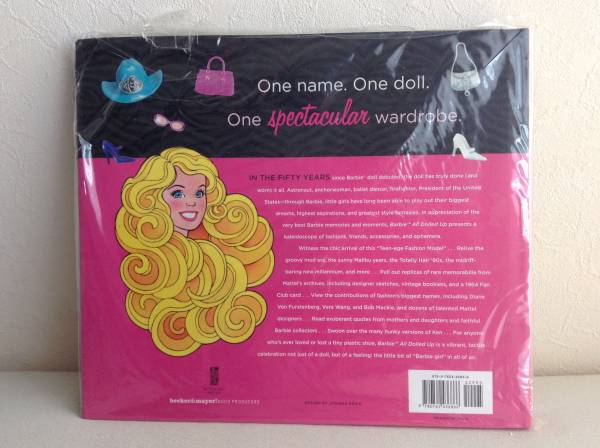 One name. One doll.
One spectacular wardrobe.
IN THE FIFTY YEARS since Barbie™ doll debuted, the doll has truly done (and
worn) it all. Astronaut, anchorwoman, ballet dancer, firefighter, President of the United
States—through Barbie, little girls have long been able to play out their biggest
dreams, highest aspirations, and greatest style fantasies. In appreciation of the
very best Barbie memories and moments, Barbie™ All Dolled Up presents a
kaleidoscope of fashions, friends, accessories, and ephemera.
Witness the chic arrival of this "Teen-age Fashion Model" . . . Relive the
groovy mod era, the sunny Malibu years, the Totally Hair '90s, the midriff-
baring new millennium, and more . . . Pull out replicas of rare memorabilia from
Mattel's archives, including designer sketches, vintage booklets, and a 1964 Fan
Club card . . . View the contributions of fashion's biggest names, including Diane
Von Furstenberg, Vera Wang, and Bob Mackie, and dozens of talented Mattel
designers . . . Read exuberant quotes from mothers and daughters and faithful
Barbie collectors . . . Swoon over the many hunky versions of Ken . . . For anyone
who's ever loved or lost a tiny plastic shoe, Barbie™ All Dolled Up is a vibrant, tactile
celebration not just of a doll, but of a feeling: the little bit of "Barbie girl" in all of us.
becker&mayer! BOOK PRODUCERS
DESIGN BY JOANNA PRICE